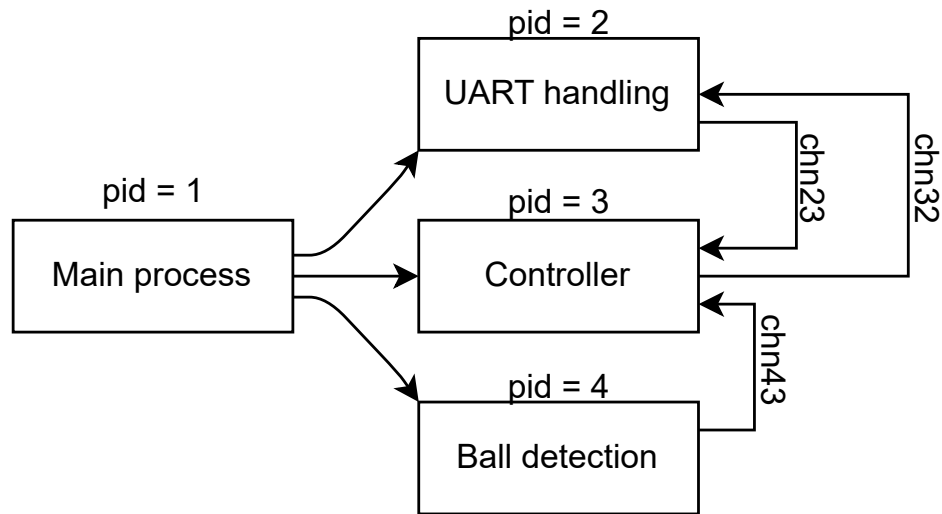 pid = 2
UART handling
pid = 1
Main process
pid = 3
Controller
pid = 4
Ball detection
chn23
chn32
chn43